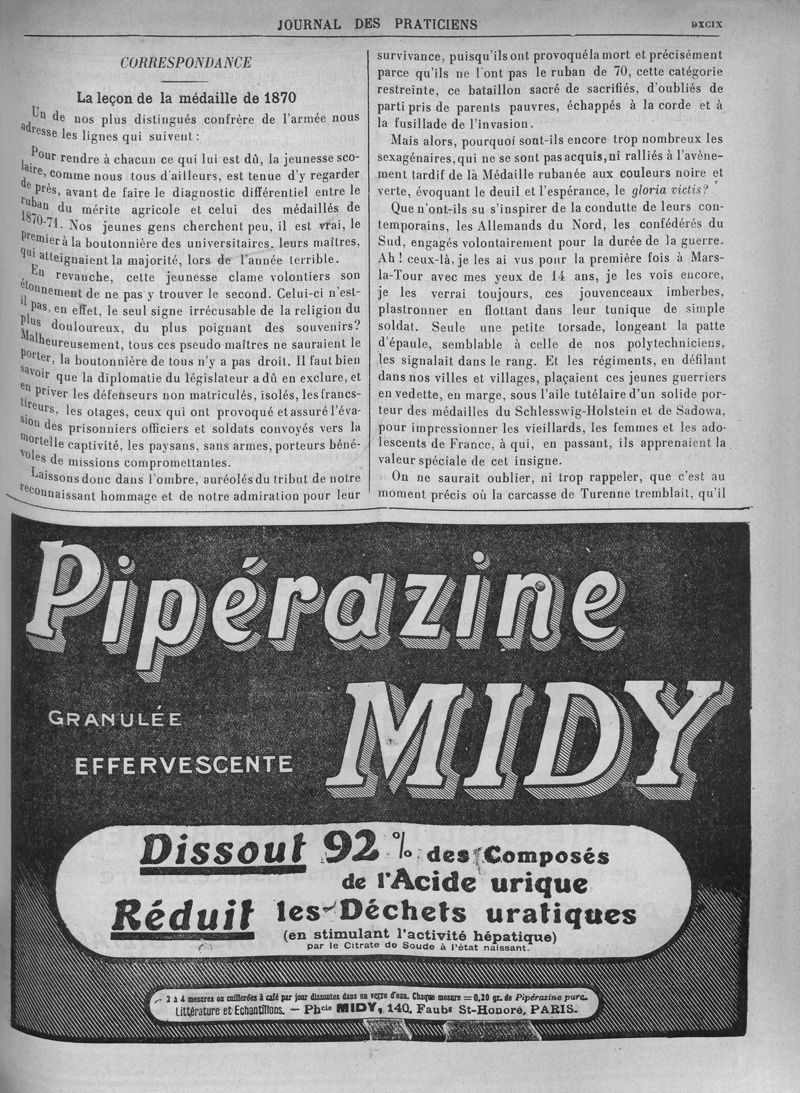 JOURNAL DES PRATICIENS
DXCIX
CORRESPONDANCE
La leçon de la médaille de 1870
Un de nos plus distingués confrère de l'armée nous
adresse les lignes qui suivent :
Pour rendre à chacun ce qui lui est dû, la jeunesse sco-
laire, comme nous tous d'ailleurs, est tenue d'y regarder
de près, avant de faire le diagnostic différentiel entre le
ruban du mérite agricole et celui des médaillés de
1870-71. Nos jeunes gens cherchent peu, il est vrai, le
premier à la boutonnière des universitaires, leurs maîtres,
qui atteignaient la majorité, lors de l'année terrible.
En revanche, cette jeunesse clame volontiers son
étonnement de ne pas y trouver le second. Celui-ci n'est-
il pas, en effet, le seul signe irrécusable de la religion du
plus douloureux, du plus poignant des souvenirs?
Malheureusement, tous ces pseudo-maîtres ne sauraient le
porter, la boutonnière de tous n'y a pas droit. Il faut bien
savoir que la diplomatie du législateur a dû en exclure, et
en priver les défenseurs non matriculés, isolés, les francs-
tireurs, les otages, ceux qui ont provoqué et assuré l'éva-
sion des prisonniers officiers et soldats convoyés vers la
mortelle captivité, les paysans, sans armes, porteurs béné-
voles de missions compromettantes.
Laissons donc dans l'ombre, auréolés du tribut de notre
reconnaissant hommage et de notre admiration pour leur
survivance, puisqu'ils ont provoqué la mort et précisément
parce qu'ils ne l'ont pas le ruban de 70, cette catégorie
restreinte, ce bataillon sacré de sacrifiés, d'oubliés de
parti pris de parents pauvres, échappés à la corde et à
la fusillade de l'invasion.
Mais alors, pourquoi sont-ils encore trop nombreux les
sexagénaires, qui ne se sont pas acquis, ni ralliés à l'avène-
ment tardif de la Médaille rubanée aux couleurs noire et
verte, évoquant le deuil et l'espérance, le gloria victis?
Que n'ont-ils su s'inspirer de la condutte de leurs con-
temporains, les Allemands du Nord, les confédérés du
Sud, engagés volontairement pour la durée de la guerre.
Ah ! ceux-là, je les ai vus pour la première fois à Mars-
la-Tour avec mes yeux de 14 ans, je les vois encore,
je les verrai toujours, ces jouvenceaux imberbes,
plastronner en flottant dans leur tunique de simple
soldat. Seule une petite torsade, longeant la patte
d'épaule, semblable à celle de nos polytechniciens,
les signalait dans le rang. Et les régiments, en défilant
dans nos villes et villages, plaçaient ces jeunes guerriers
en vedette, en marge, sous l'aile tutélaire d'un solide por-
teur des médailles du Schlesswig-Holstein et de Sadowa,
pour impressionner les vieillards, les femmes et les ado-
lescents de France, à qui, en passant, ils apprenaient la
valeur spéciale de cet insigne.
On ne saurait oublier, ni trop rappeler, que c'est au
moment précis où la carcasse de Turenne tremblait, qu'il
Pipérazine
MIDY
GRANULÉE
EFFERVESCENTE
Dissout 92 % des Composés
de l'Acide urique
Réduit les Déchets uratiques
(en stimulant l'activité hépatique)
par le Citrate de Soude à l'état naissant.
2 à 4 mesures ou cuillerées à café par jour dissoutes dans un verre d'eau. Chaque mesure = 0,20 gr. de Pipérazine pure.
Littérature et Echantillons. — Phcie MIDY, 140, Faubg St-Honoré, PARIS.